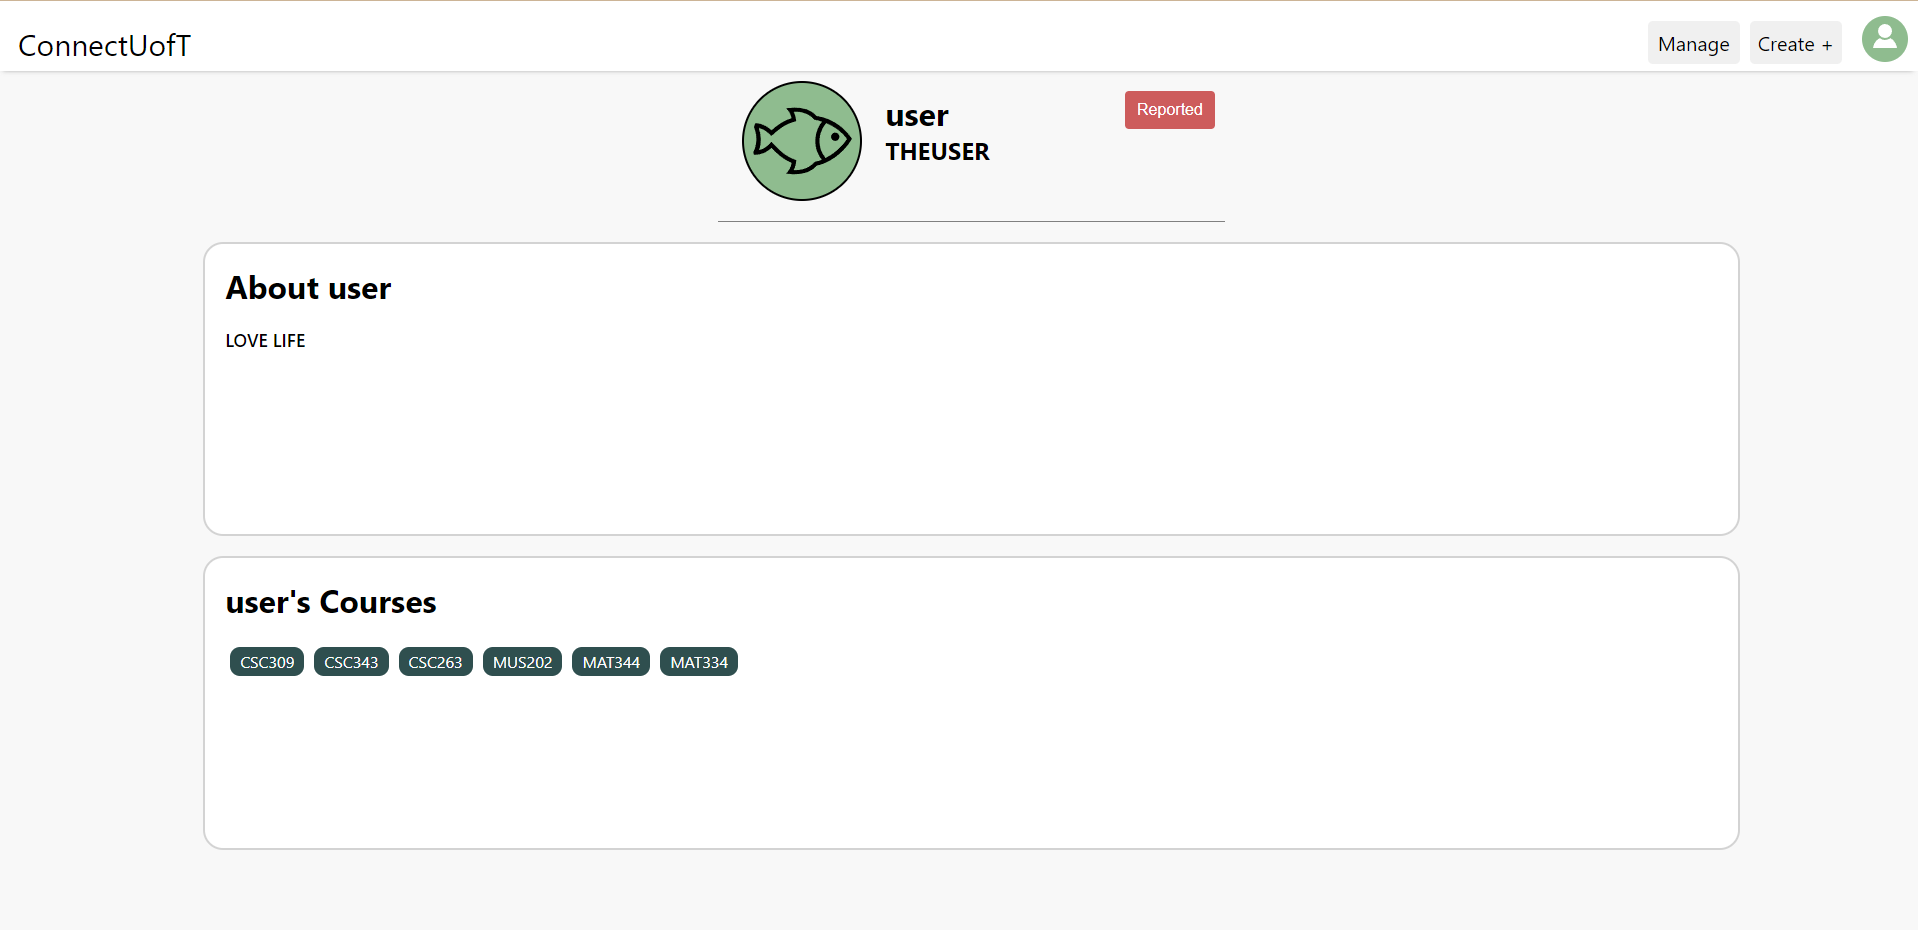 ConnectUofT
Manage
Create +
user
THEUSER
Reported
About user
LOVE LIFE
user's Courses
CSC309 CSC343 CSC263 MUS202 MAT344 MAT334